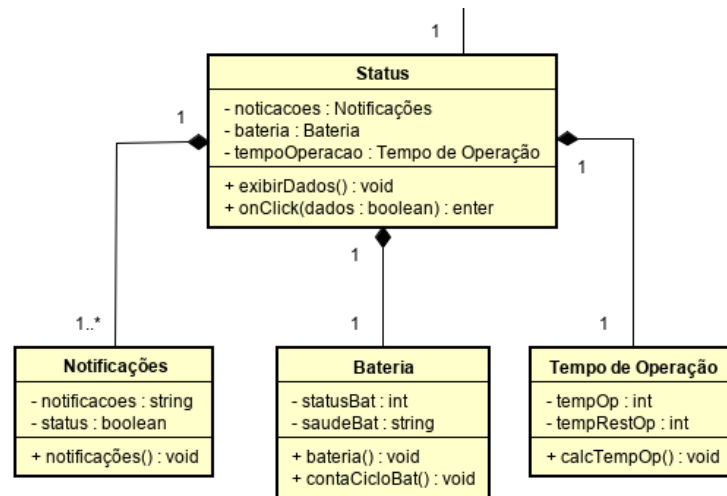 1
Status
- noticacoes : Notificações
- bateria : Bateria
- tempoOperacao : Tempo de Operação
+ exibirDados() : void
+ onClick(dados : boolean) : enter
1
1
1
1..*
1
1
Notificações
- notificacoes : string
- status : boolean
+ notificações() : void
Bateria
- statusBat : int
- saudeBat : string
+ bateria() : void
+ contaCicloBat() : void
Tempo de Operação
- tempOp : int
- tempRestOp : int
+ calcTempOp() : void